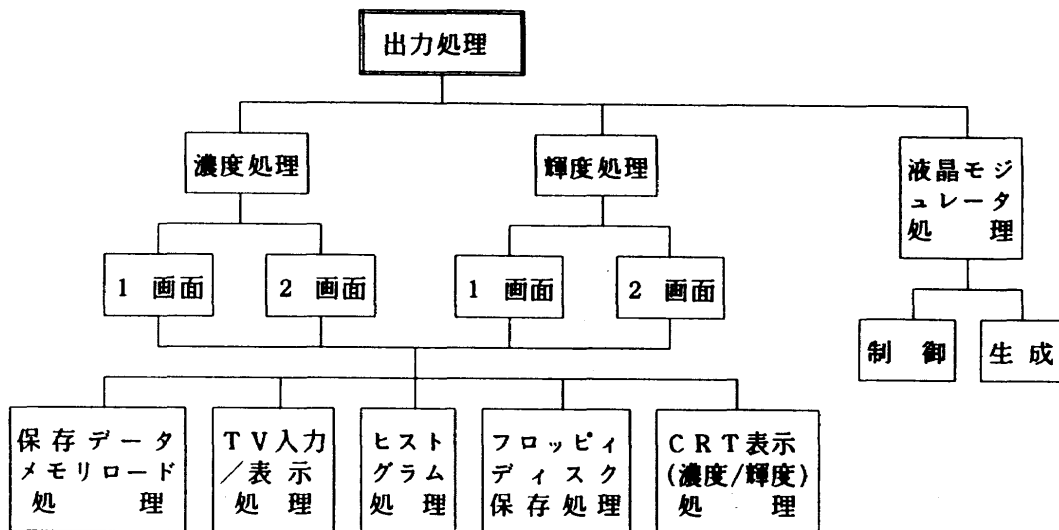 出力処理
濃度処理
輝度処理
液晶モジ
ュレータ
処 理
1 画面
2 画面
1 画面
2 画面
制 御
生 成
保存データ
メモリロード
処 理
TV入力
/表示
処 理
ヒスト
グラム
処 理
フロッピィ
ディスク
保存処理
CRT表示
(濃度/輝度)
処 理